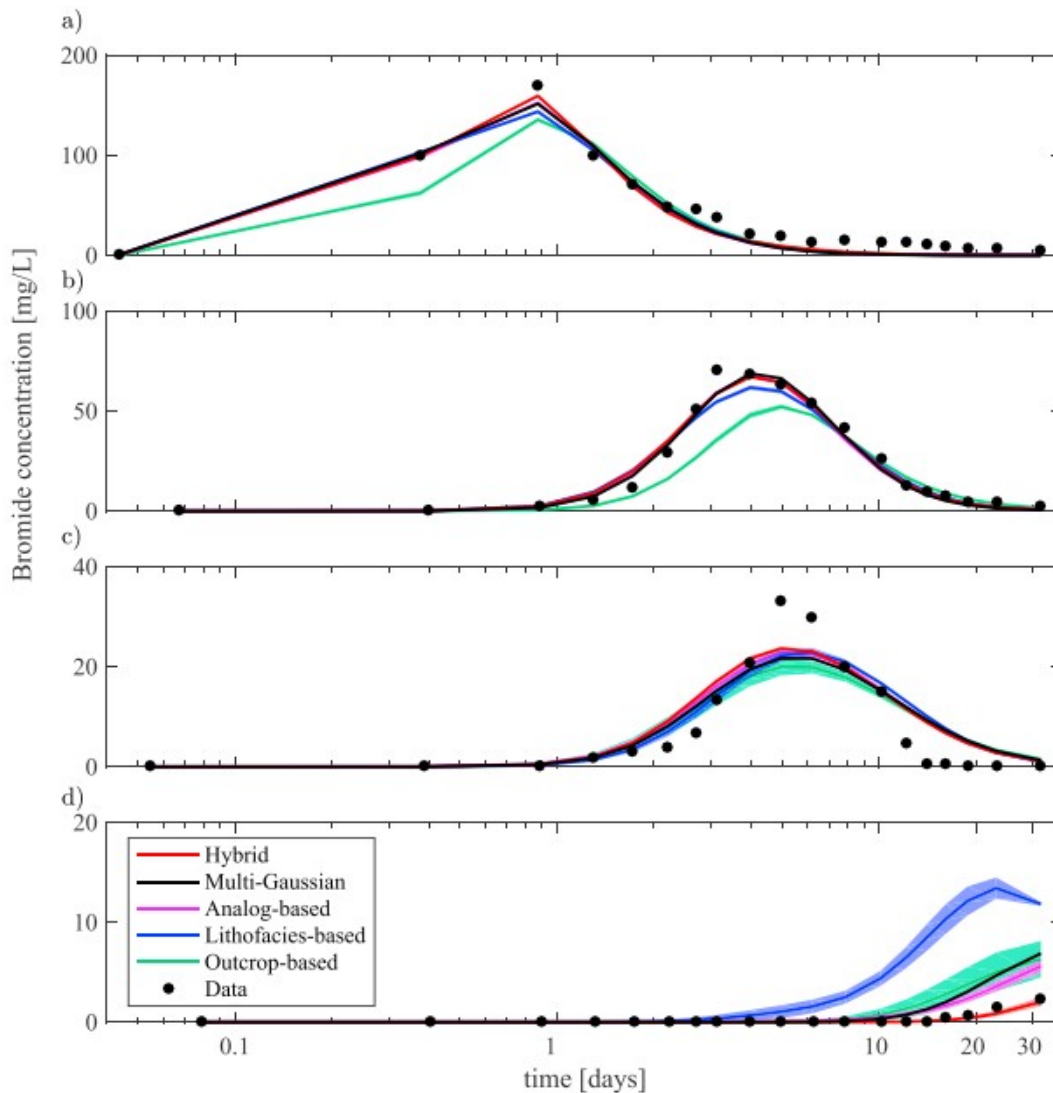 a)
200
100
0
b)
100
50
0
c)
40
20
0
d)
20
10
0
Bromide concentration [mg/L]
Hybrid
Multi-Gaussian
Analog-based
Lithofacies-based
Outcrop-based
Data
0.1 1 10 20 30
time [days]